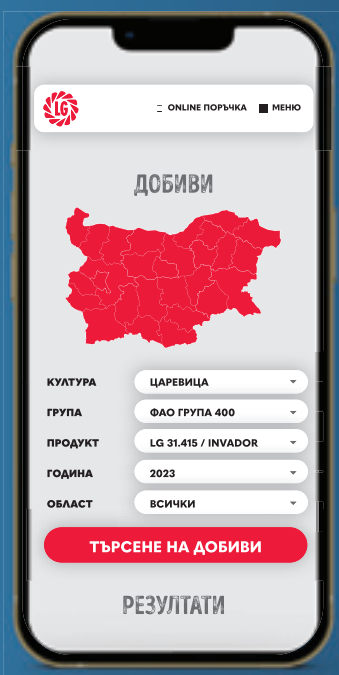 LG
ONLINE ПОРЪЧКА МЕНЮ
ДОБИВИ
КУЛТУРА ЦАРЕВИЦА
ГРУПА ФАО ГРУПА 400
ПРОДУКТ LG 31.415 / INVADOR
ГОДИНА 2023
ОБЛАСТ ВСИЧКИ
ТЪРСЕНЕ НА ДОБИВИ
РЕЗУЛТАТИ